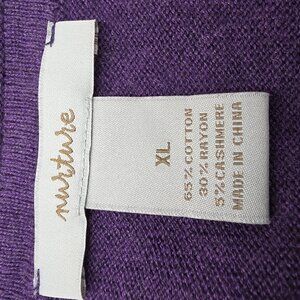 nurture
XL
65% COTTON
30% RAYON
5% CASHMERE
MADE IN CHINA